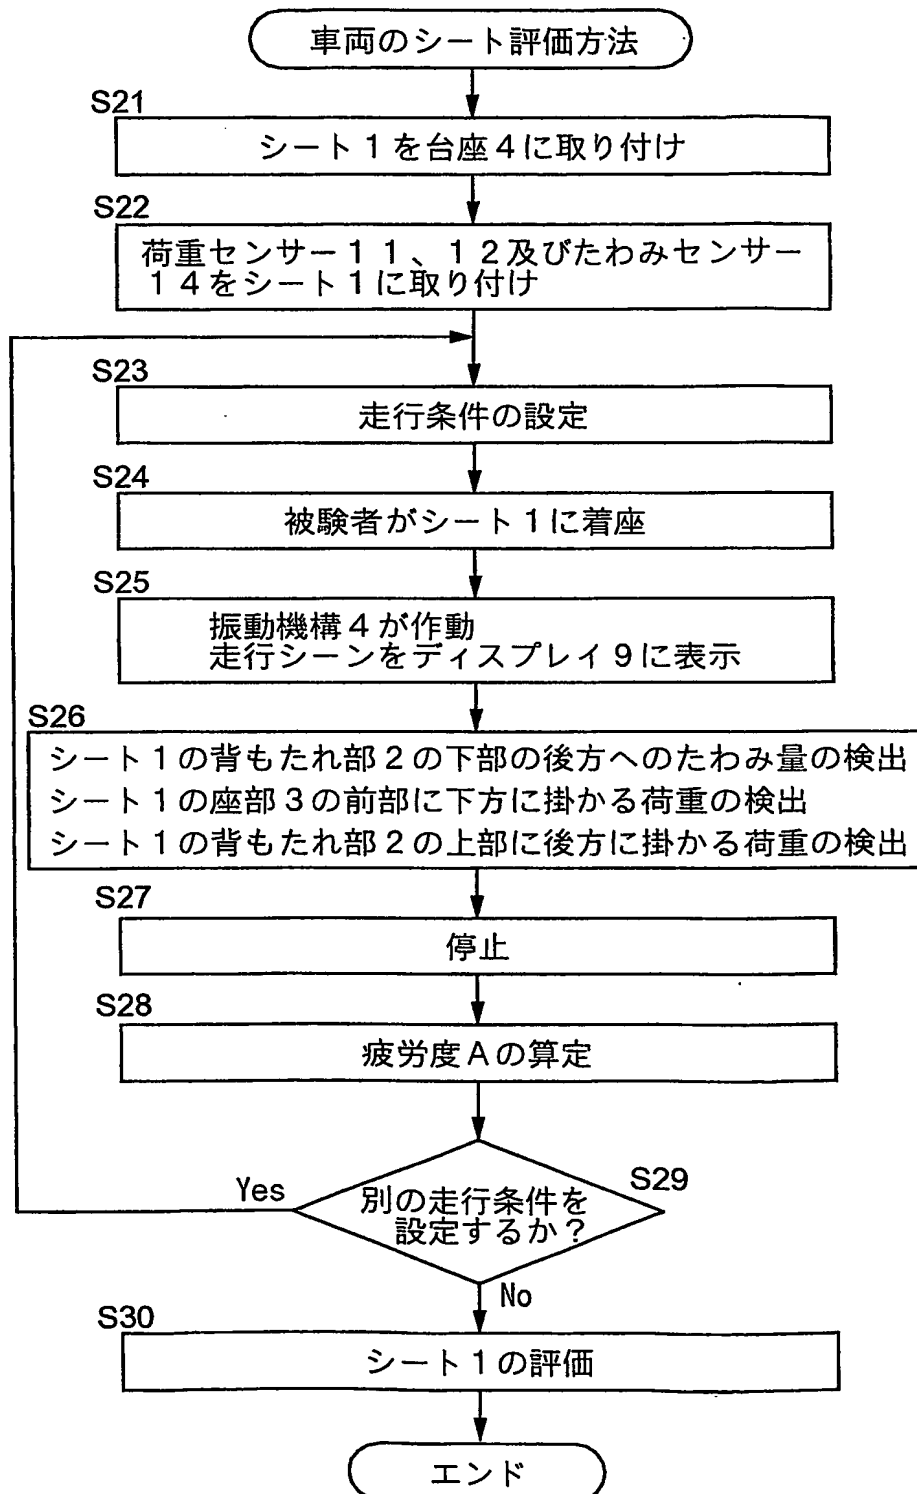 車両のシート評価方法
S21
シート1を台座4に取り付け
S22
荷重センサー11、12及びたわみセンサー
14をシート1に取り付け
S23
走行条件の設定
S24
被験者がシート1に着座
S25
振動機構4が作動
走行シーンをディスプレイ9に表示
S26
シート1の背もたれ部2の下部の後方へのたわみ量の検出
シート1の座部3の前部に下方に掛かる荷重の検出
シート1の背もたれ部2の上部に後方に掛かる荷重の検出
S27
停止
S28
疲労度Aの算定
S29
別の走行条件を
設定するか?
Yes
No
S30
シート1の評価
エンド